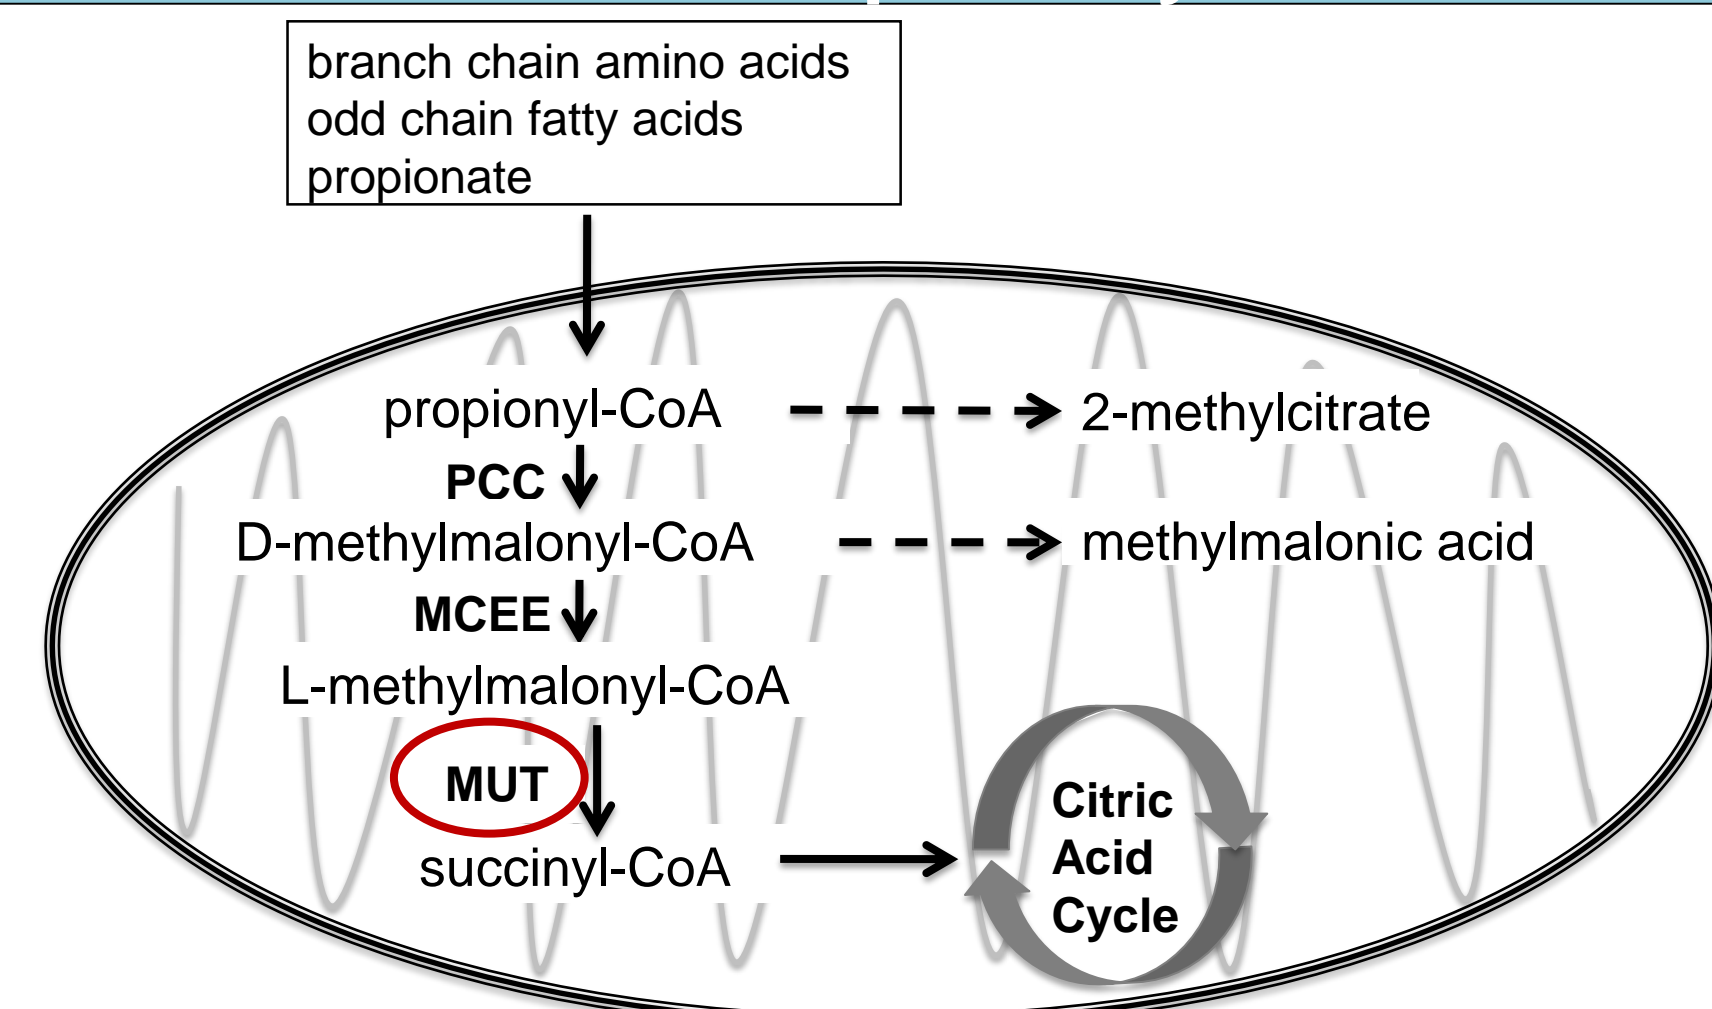 branch chain amino acids
odd chain fatty acids
propionate
propionyl-CoA
2-methylcitrate
PCC
D-methylmalonyl-CoA
methylmalonic acid
MCEE
L-methylmalonyl-CoA
MUT
succinyl-CoA
Citric
Acid
Cycle